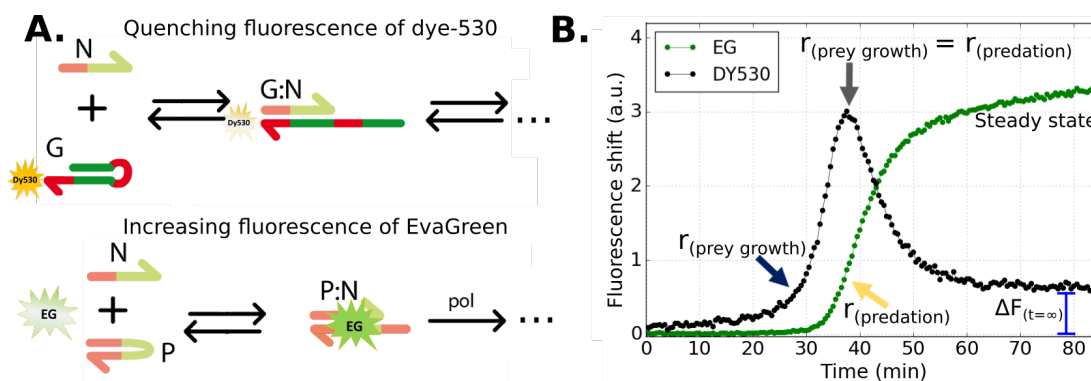 A.
Quenching fluorescence of dye-530
N
G:N
Dy530
...
G
Dy530
Increasing fluorescence of EvaGreen
N
P:N
EG
EG
pol
...
P
B.
EG
DY530
r(prey growth) = r(predation)
Steady state
r(prey growth)
r(predation)
ΔF(t=∞)
Fluorescence shift (a.u.)
4
3
2
1
0
0 10 20 30 40 50 60 70 80
Time (min)